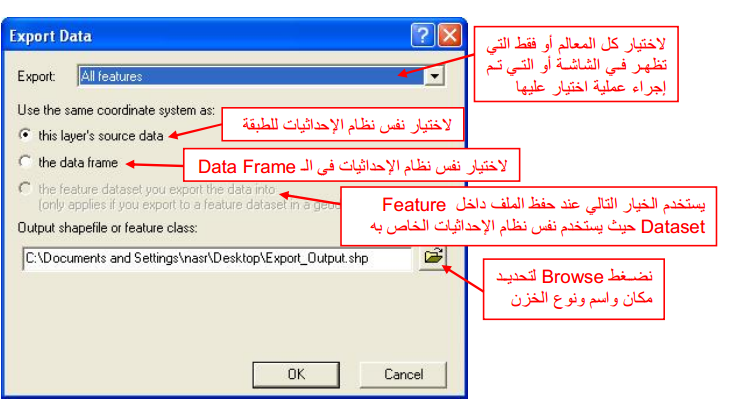 Export Data
لاختيار كل المعالم أو فقط التي
تظهر في الشاشة أو التي تم
إجراء عملية اختيار عليها
Export: All features
Use the same coordinate system as:
this layer's source data
لاختيار نفس نظام الإحداثيات للطبقة
the data frame
لاختيار نفس نظام الإحداثيات فى الـ Data Frame
the feature dataset you export the data into
(only applies if you export to a feature dataset in a
يستخدم الخيار التالي عند حفظ الملف داخل Feature
Dataset حيث يستخدم نفس نظام الإحداثيات الخاص به
Output shapefile or feature class:
C:\Documents and Settings\nasr\Desktop\Export_Output.shp
نضغط Browse لتحديد
مكان واسم ونوع الخزن
OK Cancel